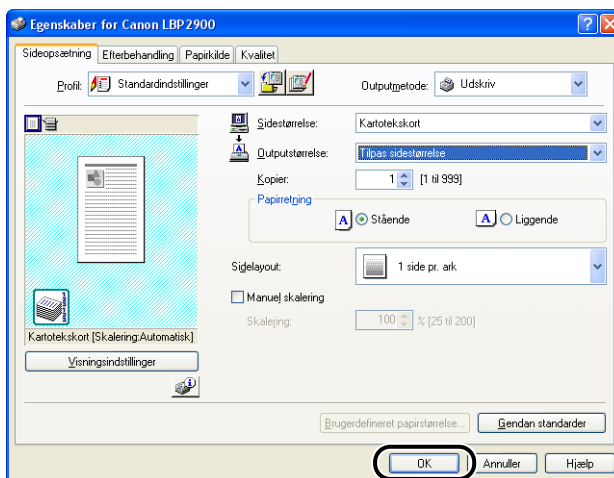 Egenskaber for Canon LBP2900
Sideopsætning Efterbehandling Papirkilde Kvalitet
Profil: Standardindstillinger Outputmetode: Udskriv
Sidestørrelse: Kartotekskort
Outputstørrelse: Tilpas sidestørrelse
Kopier: 1 [1 til 999]
Papirretning
A Stående A Liggende
Sidelayout: 1 side pr. ark
Manuel skalering
Skalering: 100 % [25 til 200]
Kartotekskort [Skalering:Automatisk]
Visningsindstillinger
Brugerdefineret papirstørrelse... Gendan standarder
OK Annuller Hjælp